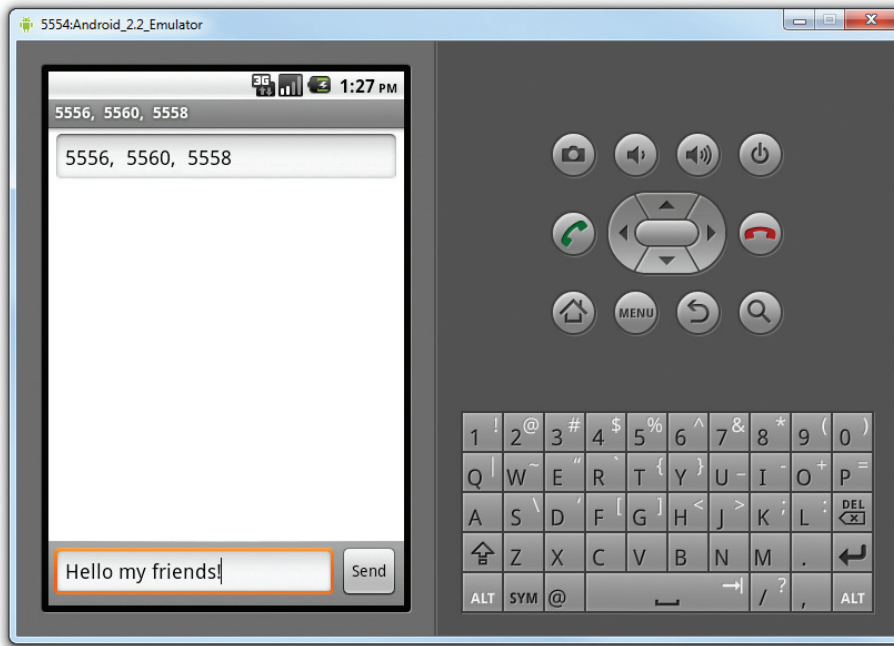 5554:Android_2.2_Emulator
3G 1:27 PM
5556, 5560, 5558
5556, 5560, 5558
Hello my friends!
Send
MENU
1 ! 2 @ 3 # 4 $ 5 % 6 ^ 7 & 8 * 9 ( 0 )
Q | W ~ E “ R ` T { Y } U _ I - O + P =
A S \ D ‘ F [ G ] H < J > K ; L : DEL
Z X C V B N M .
ALT SYM @ / ? , ALT